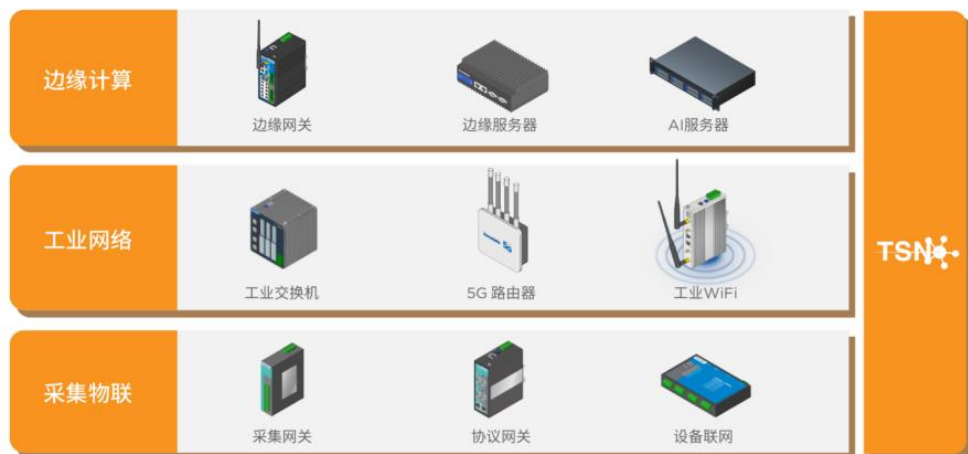 边缘计算
边缘网关
边缘服务器
AI服务器
工业网络
5G
工业交换机
5G 路由器
工业WiFi
TSN
采集物联
采集网关
协议网关
设备联网